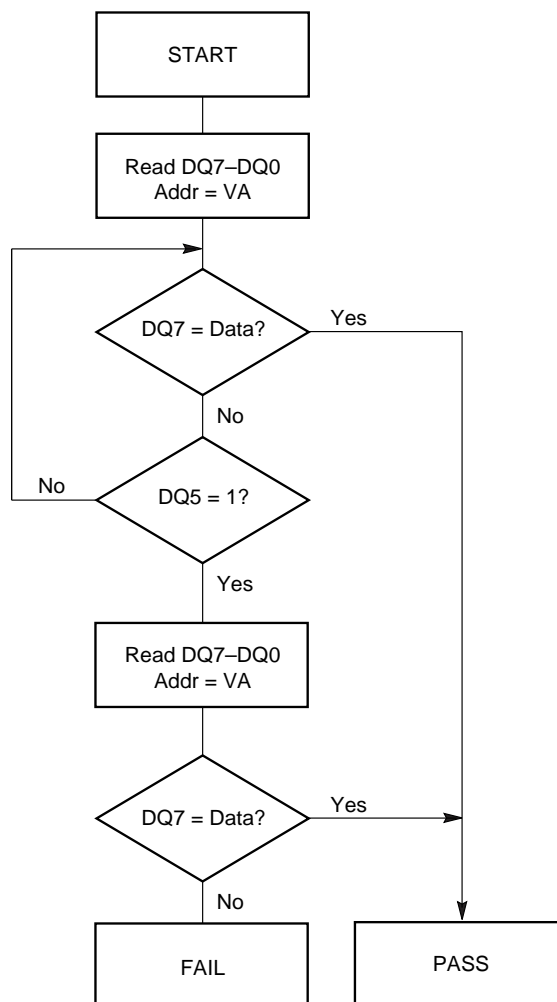 START
Read DQ7–DQ0
Addr = VA
DQ7 = Data?
Yes
No
No
DQ5 = 1?
Yes
Read DQ7–DQ0
Addr = VA
DQ7 = Data?
Yes
No
FAIL
PASS